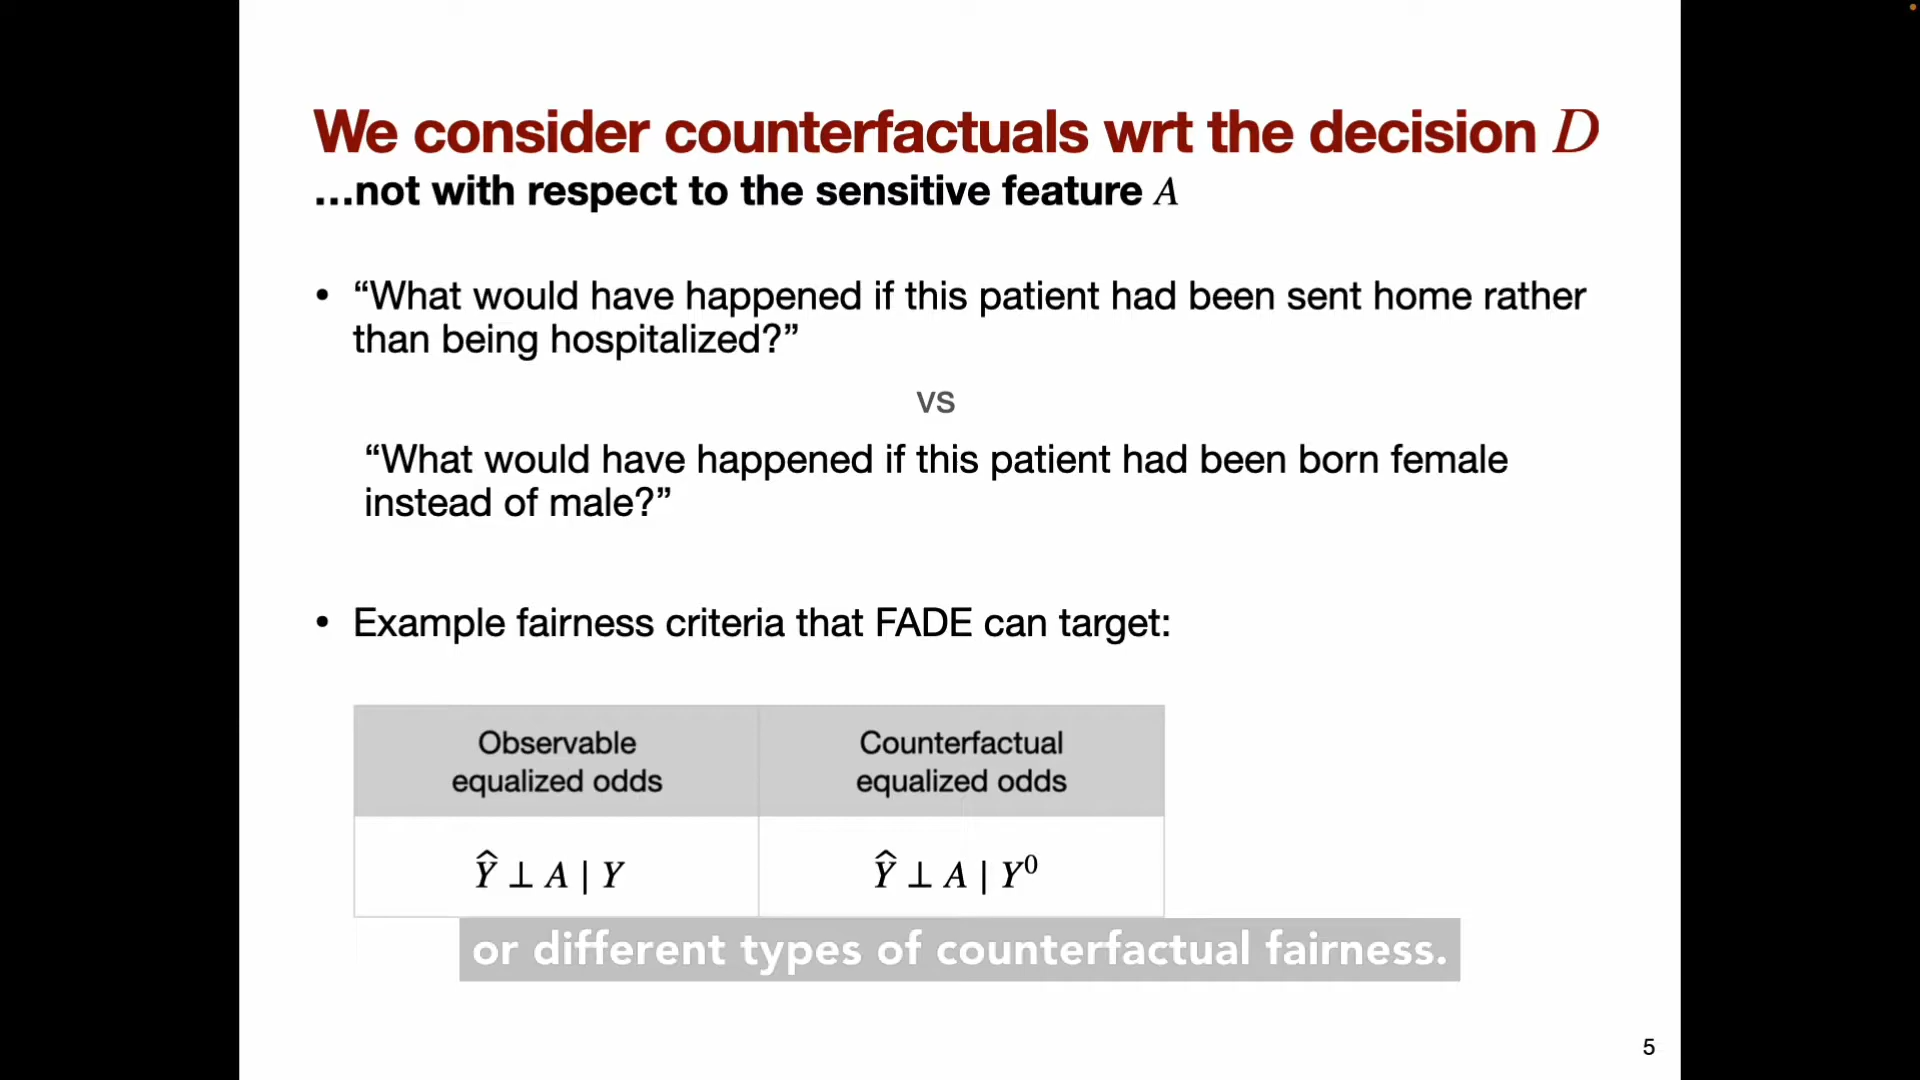 We consider counterfactuals wrt the decision D
…not with respect to the sensitive feature A
• “What would have happened if this patient had been sent home rather
than being hospitalized?”
vs
“What would have happened if this patient had been born female
instead of male?”
• Example fairness criteria that FADE can target:
Observable
equalized odds
Counterfactual
equalized odds
Ŷ ⊥ A | Y
Ŷ ⊥ A | Y⁰
or different types of counterfactual fairness.
5